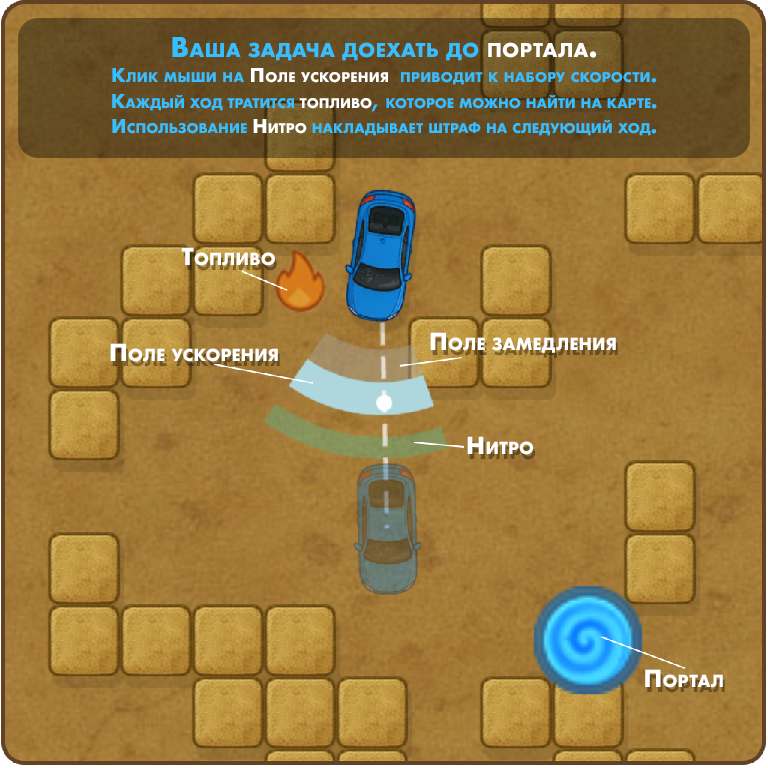 Ваша задача доехать до портала.
Клик мыши на Поле ускорения приводит к набору скорости.
Каждый ход тратится топливо, которое можно найти на карте.
Использование Нитро накладывает штраф на следующий ход.
Топливо
Поле замедления
Поле ускорения
Нитро
Портал